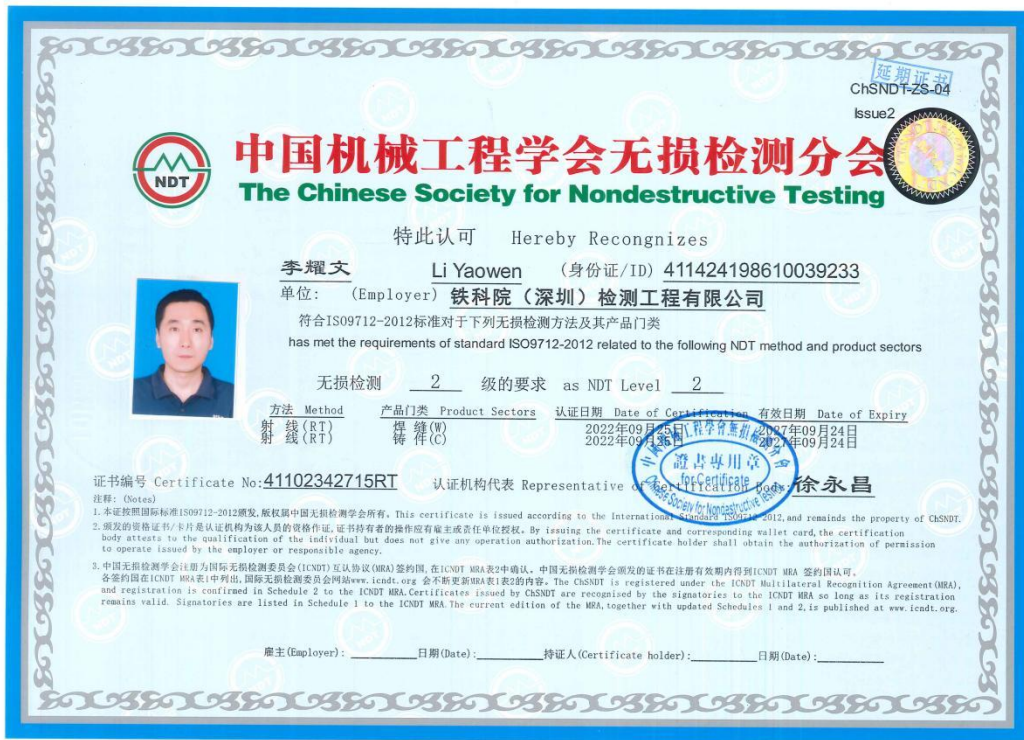 延期证书
ChSNDT-ZS-04
Issue2
NDT
中国机械工程学会无损检测分会
The Chinese Society for Nondestructive Testing
特此认可 Hereby Recongnizes
李耀文 Li Yaowen (身份证/ID) 411424198610039233
单位: (Employer) 铁科院（深圳）检测工程有限公司
符合ISO9712-2012标准对于下列无损检测方法及其产品门类
has met the requirements of standard ISO9712-2012 related to the following NDT method and product sectors
无损检测 2 级的要求 as NDT Level 2
方法 Method 产品门类 Product Sectors 认证日期 Date of Certification 有效日期 Date of Expiry
射 线(RT) 焊 缝(W) 2022年09月25日 2027年09月24日
射 线(RT) 铸 件(C) 2022年09月25日 2027年09月24日
中國機械工程學會無損檢測分會
證書專用章
for Certificate
Chinese Society for Nondestructive Testing
证书编号 Certificate No:41102342715RT 认证机构代表 Representative of Certification Body: 徐永昌
注释: (Notes)
1.本证按照国际标准ISO9712-2012颁发,版权属中国无损检测学会所有。This certificate is issued according to the International Standard ISO9712-2012,and remainds the property of ChSNDT.
2.颁发的资格证书/卡片是认证机构为该人员的资格作证,证书持有者的操作应有雇主或责任单位授权。By issuing the certificate and corresponding wallet card,the certification
body attests to the qualification of the individual but does not give any operation authorization.The certificate holder shall obtain the authorization of permission
to operate issued by the employer or responsible agency.
3.中国无损检测学会注册为国际无损检测委员会(ICNDT)互认协议(MRA)签约国,在ICNDT MRA表2中确认。中国无损检测学会颁发的证书在注册有效期内得到ICNDT MRA 签约国认可。
各签约国在ICNDT MRA表1中列出,国际无损检测委员会网站www.icndt.org 会不断更新MRA表1表2的内容。The ChSNDT is registered under the ICNDT Multilateral Recognition Agreement(MRA),
and registration is confirmed in Schedule 2 to the ICNDT MRA.Certificates issued by ChSNDT are recognised by the signatories to the ICNDT MRA so long as its registration
remains valid. Signatories are listed in Schedule 1 to the ICNDT MRA.The current edition of the MRA,together with updated Schedules 1 and 2,is published at www.icndt.org.
雇主(Employer): 日期(Date): 持证人(Certificate holder): 日期(Date):